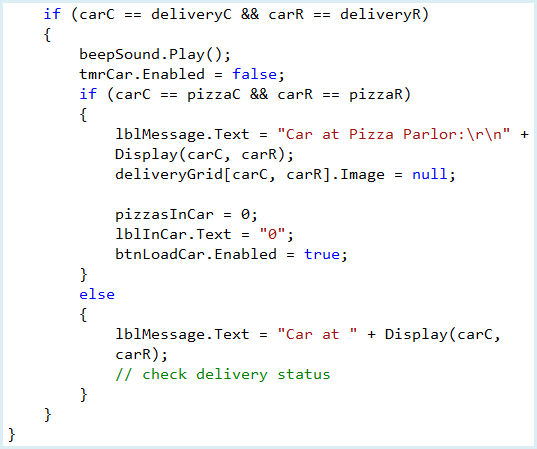 if (carC == deliveryC && carR == deliveryR)
{
beepSound.Play();
tmrCar.Enabled = false;
if (carC == pizzaC && carR == pizzaR)
{
lblMessage.Text = "Car at Pizza Parlor:\r\n" +
Display(carC, carR);
deliveryGrid[carC, carR].Image = null;
pizzasInCar = 0;
lblInCar.Text = "0";
btnLoadCar.Enabled = true;
}
else
{
lblMessage.Text = "Car at " + Display(carC,
carR);
// check delivery status
}
}
}